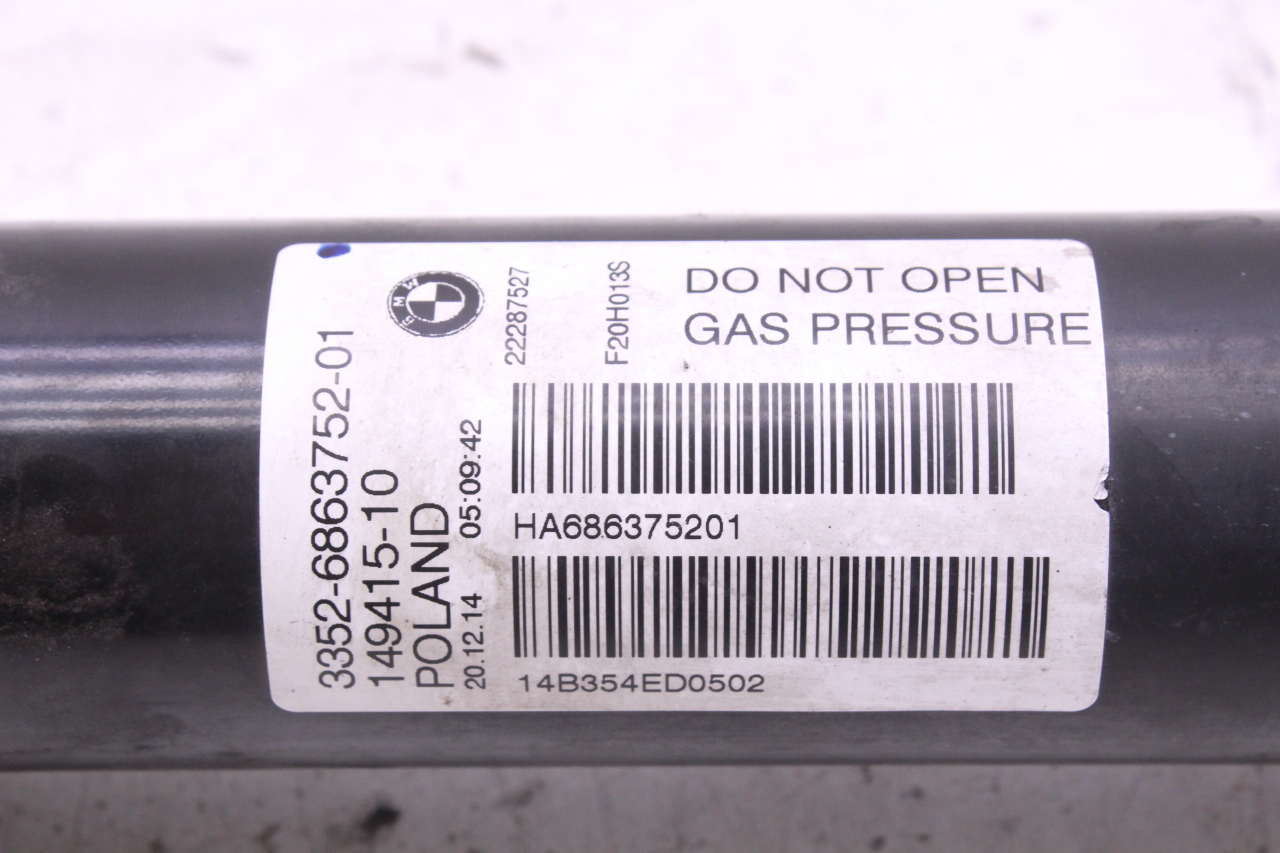 3352-6863752-01
149415-10
POLAND
20.12.14 05:09:42
BMW
22287527
F20H013S
DO NOT OPEN
GAS PRESSURE
HA686375201
14B354ED0502